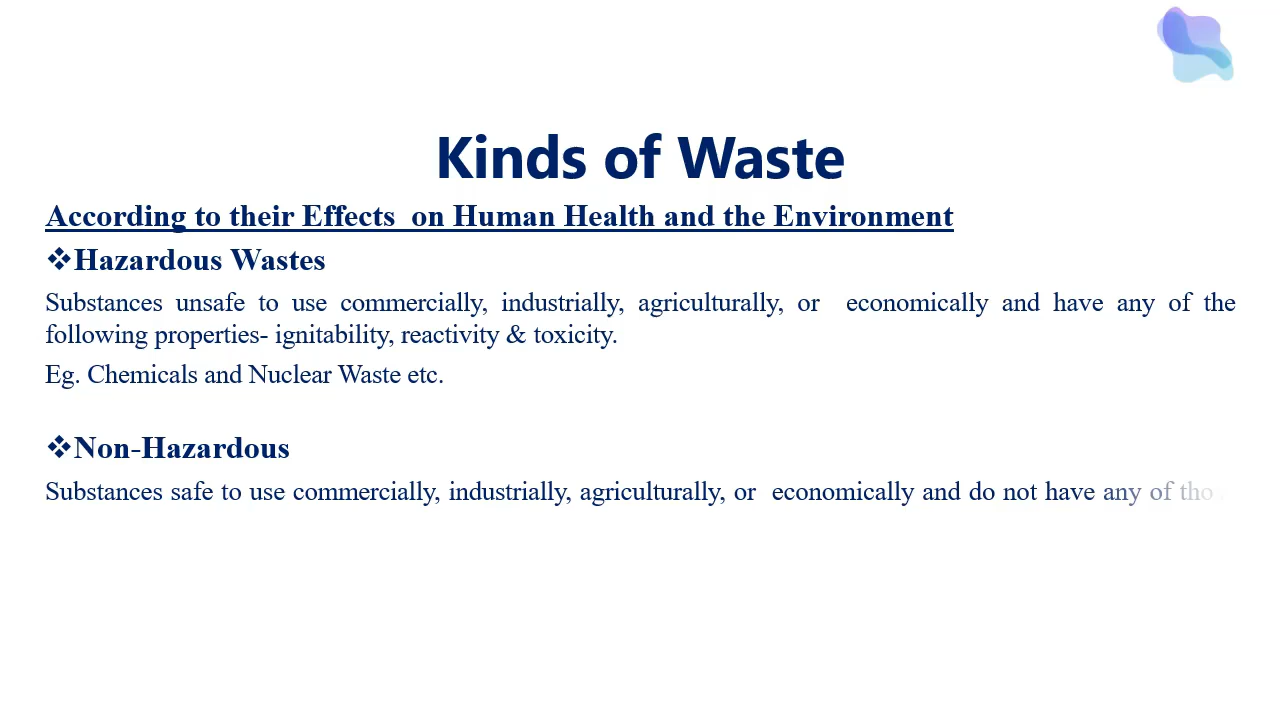 Kinds of Waste
According to their Effects  on Human Health and the Environment
❖Hazardous Wastes
Substances unsafe to use commercially, industrially, agriculturally, or  economically and have any of the
following properties- ignitability, reactivity & toxicity.
Eg. Chemicals and Nuclear Waste etc.
❖Non-Hazardous
Substances safe to use commercially, industrially, agriculturally, or  economically and do not have any of